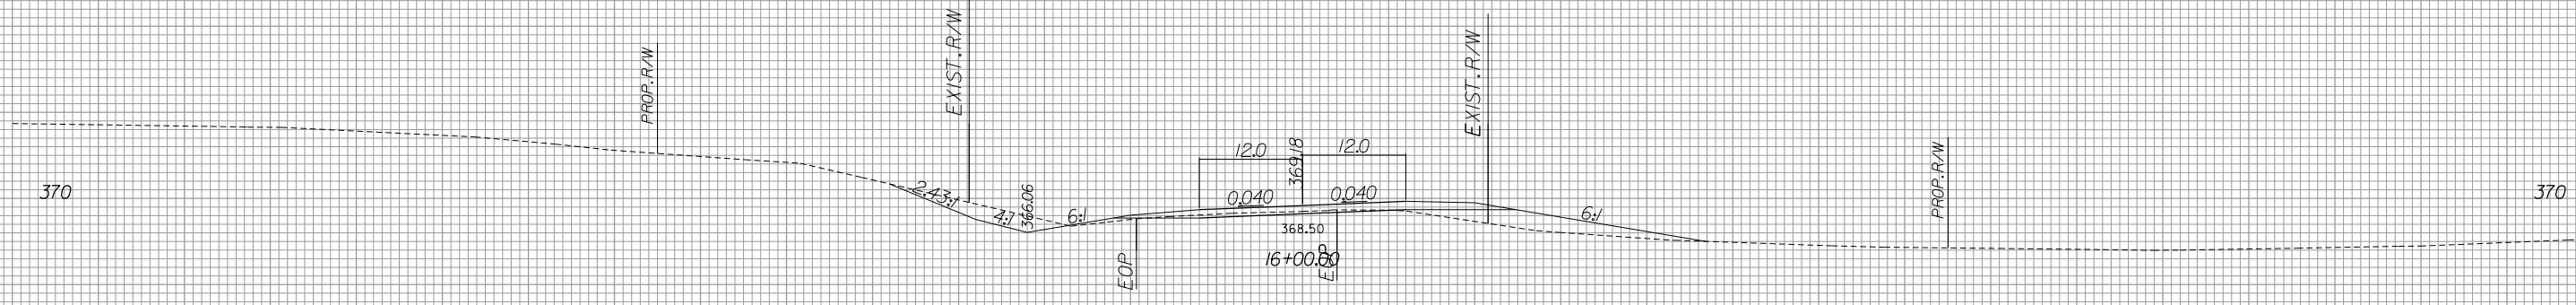 PROP. R/W
EXIST. R/W
EXIST. R/W
PROP. R/W
370
2.43:1
4:1
366.06
6:1
12.0
369.18
12.0
0.040
0.040
368.50
16+00.00
EOP
EOP
6:1
370